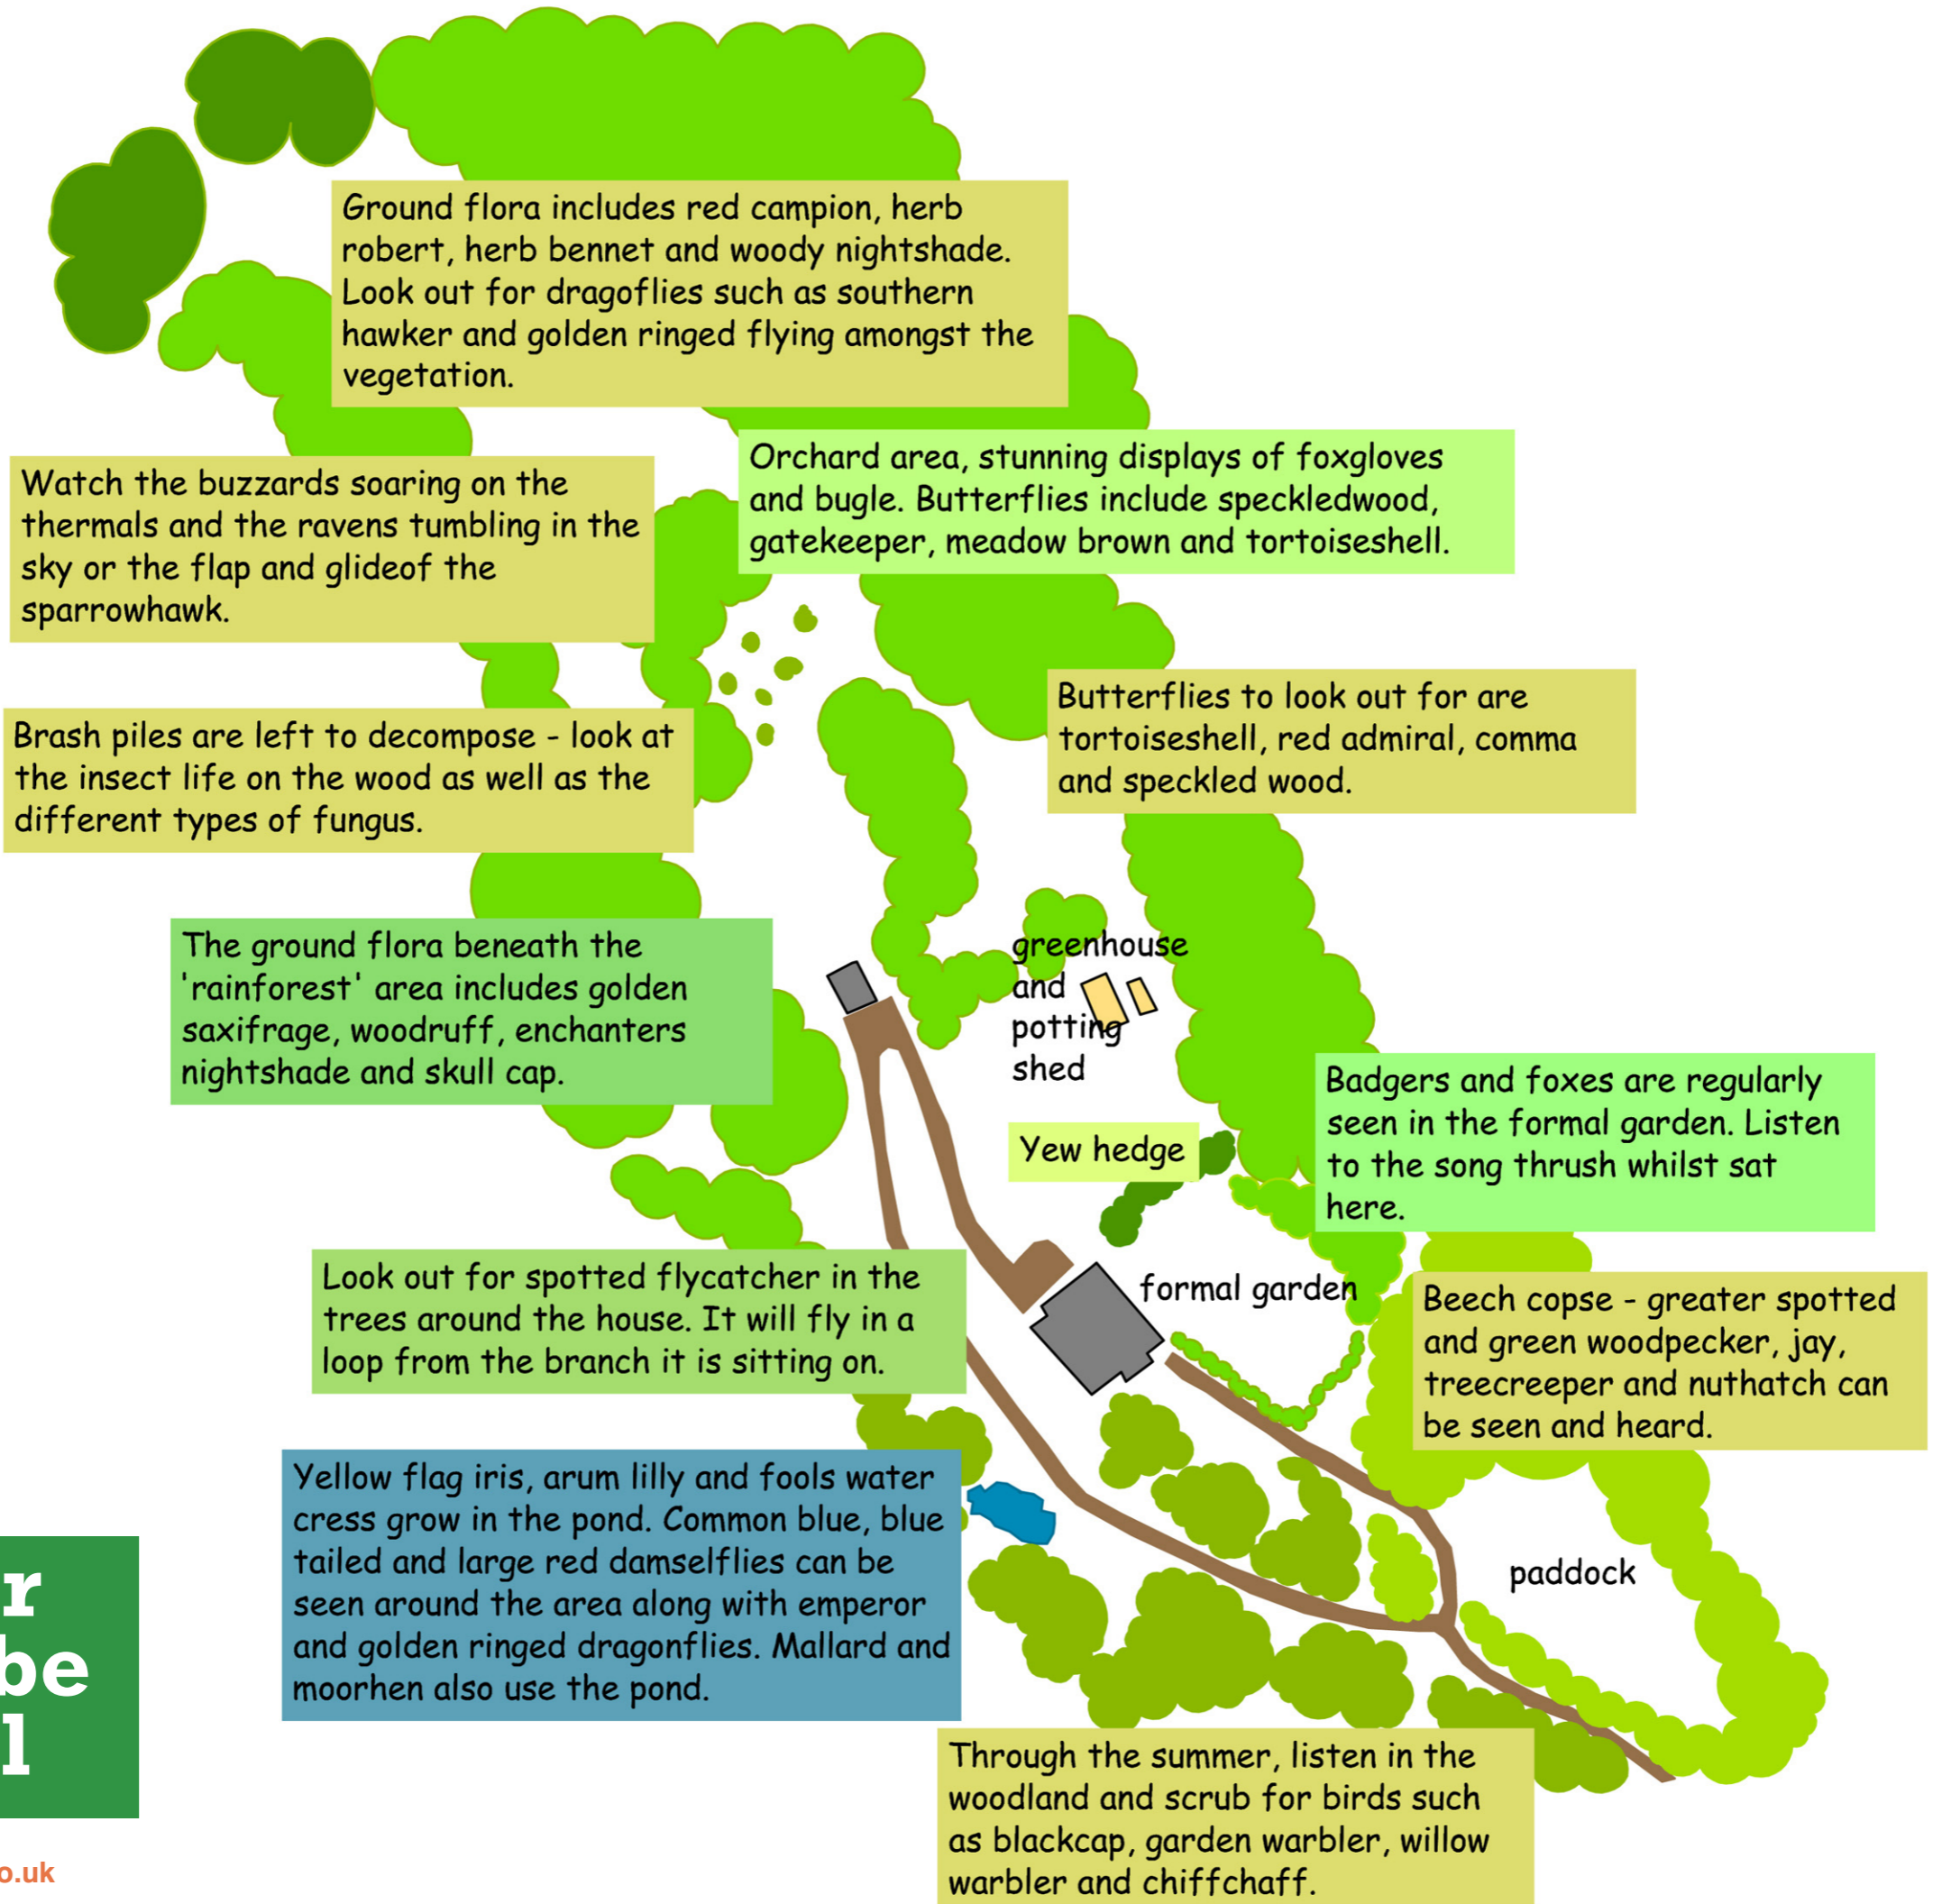 Ground flora includes red campion, herb
robert, herb bennet and woody nightshade.
Look out for dragoflies such as southern
hawker and golden ringed flying amongst the
vegetation.
Orchard area, stunning displays of foxgloves
and bugle. Butterflies include speckledwood,
gatekeeper, meadow brown and tortoiseshell.
Watch the buzzards soaring on the
thermals and the ravens tumbling in the
sky or the flap and glideof the
sparrowhawk.
Butterflies to look out for are
tortoiseshell, red admiral, comma
and speckled wood.
Brash piles are left to decompose - look at
the insect life on the wood as well as the
different types of fungus.
The ground flora beneath the
'rainforest' area includes golden
saxifrage, woodruff, enchanters
nightshade and skull cap.
greenhouse
and
potting
shed
Badgers and foxes are regularly
seen in the formal garden. Listen
to the song thrush whilst sat
here.
Yew hedge
Look out for spotted flycatcher in the
trees around the house. It will fly in a
loop from the branch it is sitting on.
formal garden
Beech copse - greater spotted
and green woodpecker, jay,
treecreeper and nuthatch can
be seen and heard.
Yellow flag iris, arum lilly and fools water
cress grow in the pond. Common blue, blue
tailed and large red damselflies can be
seen around the area along with emperor
and golden ringed dragonflies. Mallard and
moorhen also use the pond.
paddock
Through the summer, listen in the
woodland and scrub for birds such
as blackcap, garden warbler, willow
warbler and chiffchaff.
r
be
l
o.uk